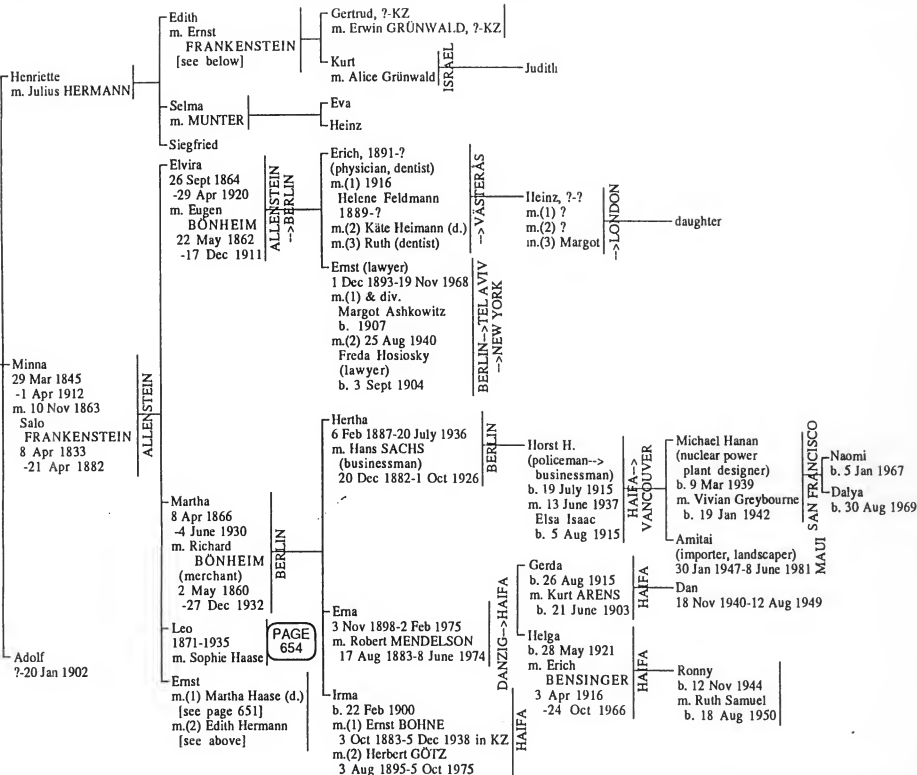 Henriette
m. Julius HERMANN
Edith
m. Ernst
FRANKENSTEIN
[see below]
Gertrud, ?-KZ
m. Erwin GRÜNWALD, ?-KZ
Kurt
m. Alice Grünwald
ISRAEL
Judith
Selma
m. MUNTER
Eva
Heinz
Siegfried
Minna
29 Mar 1845
-1 Apr 1912
m. 10 Nov 1863
Salo
FRANKENSTEIN
8 Apr 1833
-21 Apr 1882
ALLENSTEIN
Elvira
26 Sept 1864
-29 Apr 1920
m. Eugen
BÖNHEIM
22 May 1862
-17 Dec 1911
ALLENSTEIN
-->BERLIN
Erich, 1891-?
(physician, dentist)
m.(1) 1916
Helene Feldmann
1889-?
m.(2) Käte Heimann (d.)
m.(3) Ruth (dentist)
-->VÄSTERÅS
Heinz, ?-?
m.(1) ?
m.(2) ?
m.(3) Margot
-->LONDON
daughter
Ernst (lawyer)
1 Dec 1893-19 Nov 1968
m.(1) & div.
Margot Ashkowitz
b. 1907
m.(2) 25 Aug 1940
Freda Hosiosky
(lawyer)
b. 3 Sept 1904
BERLIN-->TEL AVIV
-->NEW YORK
Martha
8 Apr 1866
-4 June 1930
m. Richard
BÖNHEIM
(merchant)
2 May 1860
-27 Dec 1932
BERLIN
Hertha
6 Feb 1887-20 July 1936
m. Hans SACHS
(businessman)
20 Dec 1882-1 Oct 1926
BERLIN
Horst H.
(policeman-->
businessman)
b. 19 July 1915
m. 13 June 1937
Elsa Isaac
b. 5 Aug 1915
HAIFA-->
VANCOUVER
Michael Hanan
(nuclear power
plant designer)
b. 9 Mar 1939
m. Vivian Greybourne
b. 19 Jan 1942
SAN FRANCISCO
Naomi
b. 5 Jan 1967
Dalya
b. 30 Aug 1969
Amitai
(importer, landscaper)
30 Jan 1947-8 June 1981
MAUI
Erna
3 Nov 1898-2 Feb 1975
m. Robert MENDELSON
17 Aug 1883-8 June 1974
DANZIG-->HAIFA
Gerda
b. 26 Aug 1915
m. Kurt ARENS
b. 21 June 1903
HAIFA
Dan
18 Nov 1940-12 Aug 1949
Helga
b. 28 May 1921
m. Erich
BENSINGER
3 Apr 1916
-24 Oct 1966
HAIFA
Ronny
b. 12 Nov 1944
m. Ruth Samuel
b. 18 Aug 1950
Irma
b. 22 Feb 1900
m.(1) Ernst BOHNE
3 Oct 1883-5 Dec 1938 in KZ
m.(2) Herbert GÖTZ
3 Aug 1895-5 Oct 1975
HAIFA
Leo
1871-1935
m. Sophie Haase
PAGE
654
Ernst
m.(1) Martha Haase (d.)
[see page 651]
m.(2) Edith Hermann
[see above]
Adolf
?-20 Jan 1902